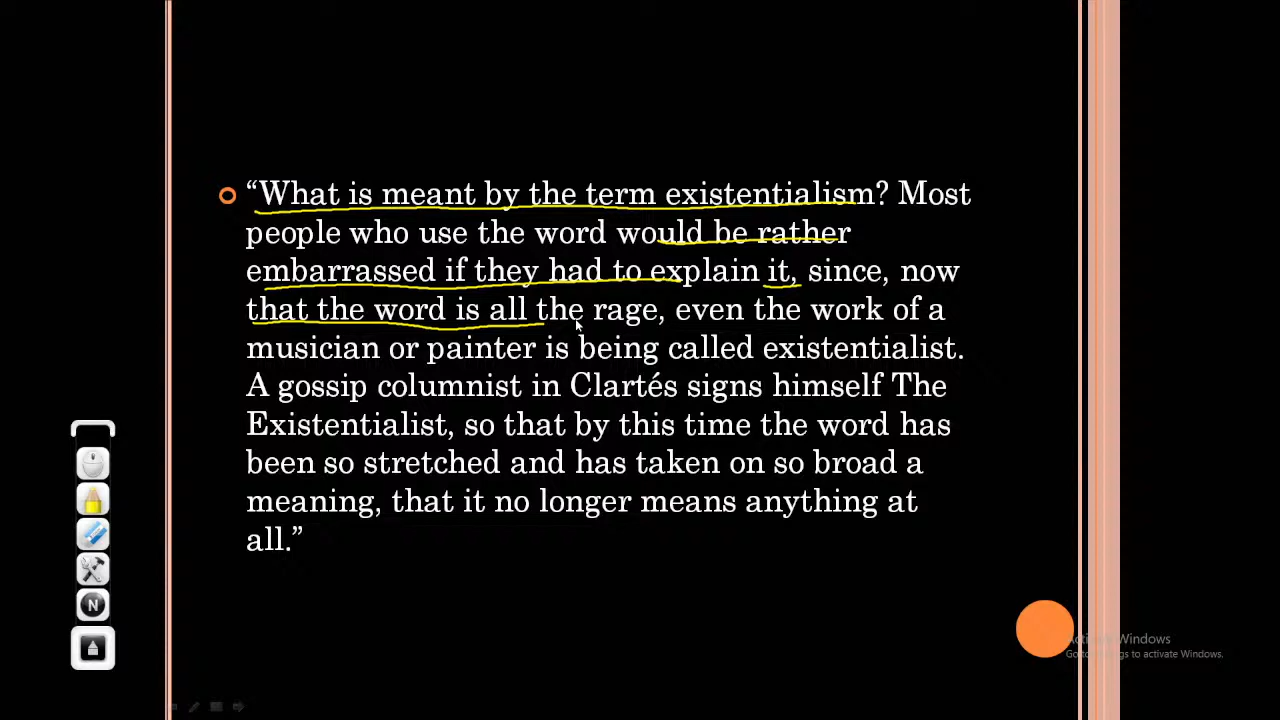 “What is meant by the term existentialism? Most
people who use the word would be rather
embarrassed if they had to explain it, since, now
that the word is all the rage, even the work of a
musician or painter is being called existentialist.
A gossip columnist in Clartés signs himself The
Existentialist, so that by this time the word has
been so stretched and has taken on so broad a
meaning, that it no longer means anything at
all.”
N
Windows
to activate Windows.